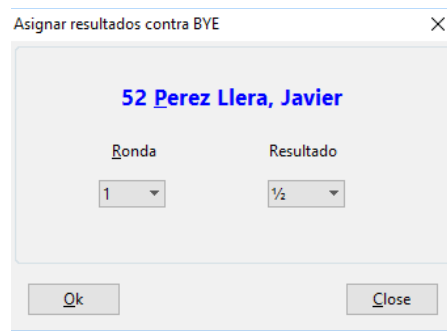 Asignar resultados contra BYE
52 Perez Llera, Javier
Ronda Resultado
1 ½
Ok Close